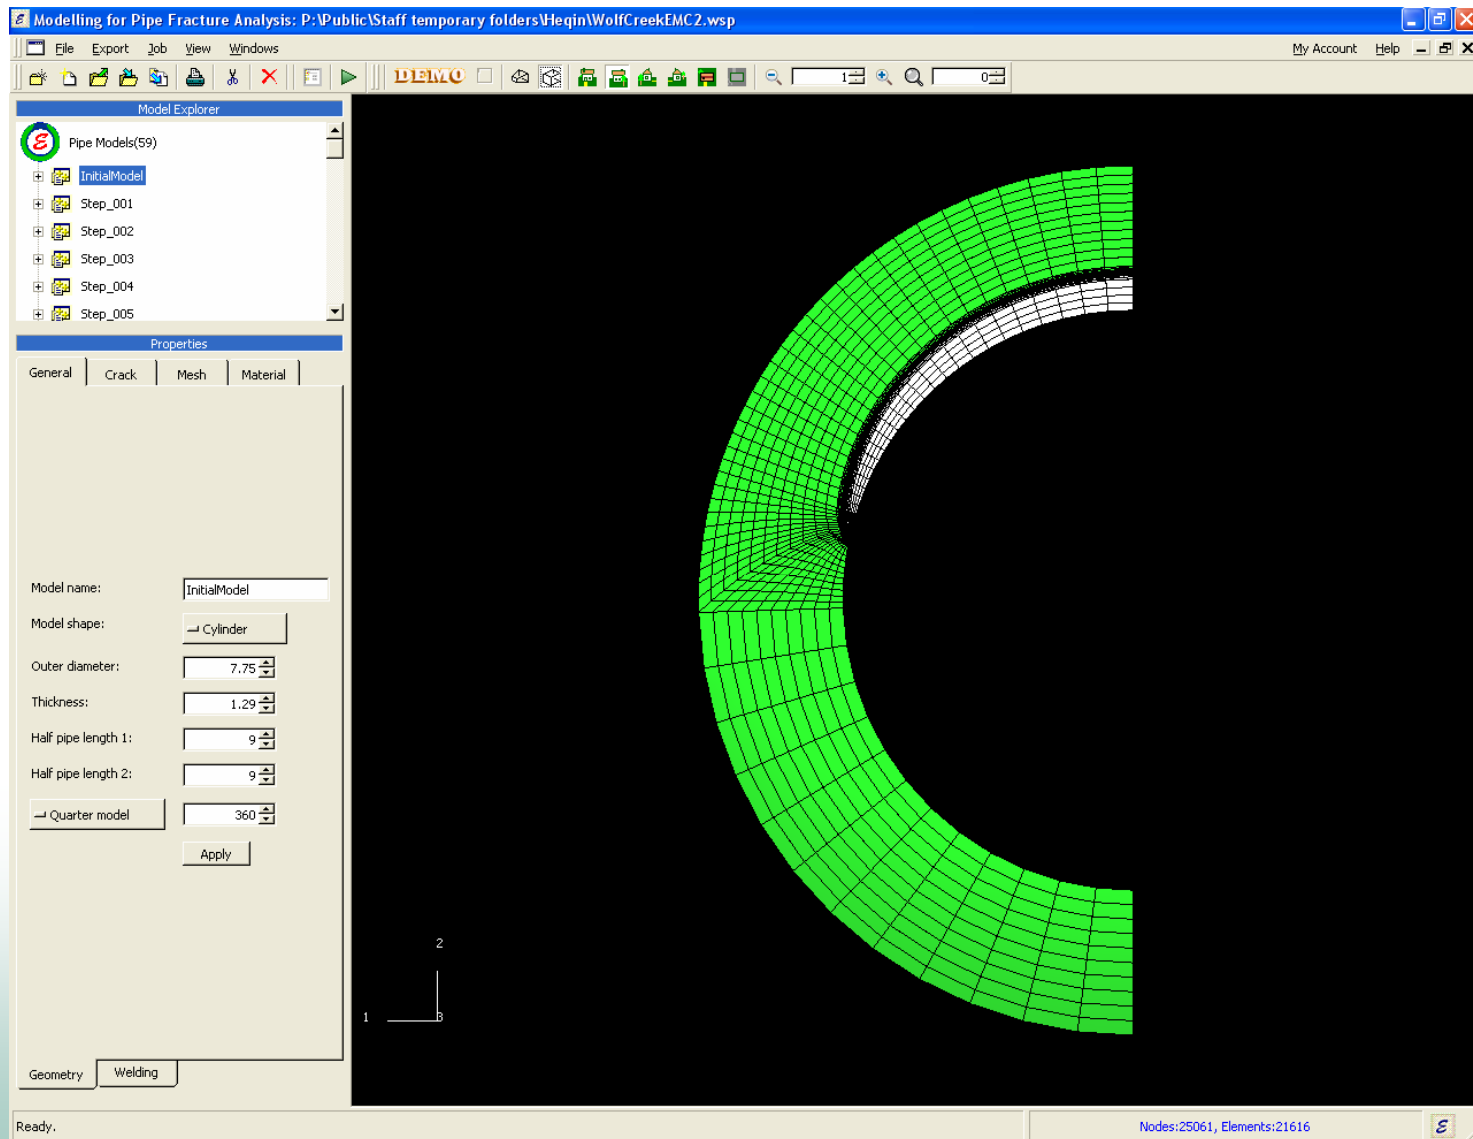 Modelling for Pipe Fracture Analysis: P:\Public\Staff temporary folders\Heqin\WolfCreekEMC2.wsp
File Export Job View Windows My Account Help
DEMO 1 0
Model Explorer
Pipe Models(59)
InitialModel
Step_001
Step_002
Step_003
Step_004
Step_005
Properties
General Crack Mesh Material
Model name: InitialModel
Model shape: Cylinder
Outer diameter: 7.75
Thickness: 1.29
Half pipe length 1: 9
Half pipe length 2: 9
Quarter model 360
Apply
2
1 3
Geometry Welding
Ready. Nodes:25061, Elements:21616